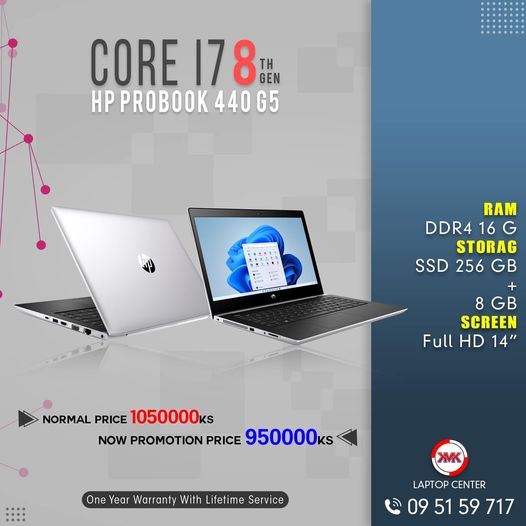 CORE I7 8 TH GEN
HP PROBOOK 440 G5
RAM
DDR4 16 G
STORAG
SSD 256 GB
+
8 GB
SCREEN
Full HD 14”
hp
NORMAL PRICE 1050000KS
NOW PROMOTION PRICE 950000KS
One Year Warranty With Lifetime Service
KMK
LAPTOP CENTER
09 51 59 717